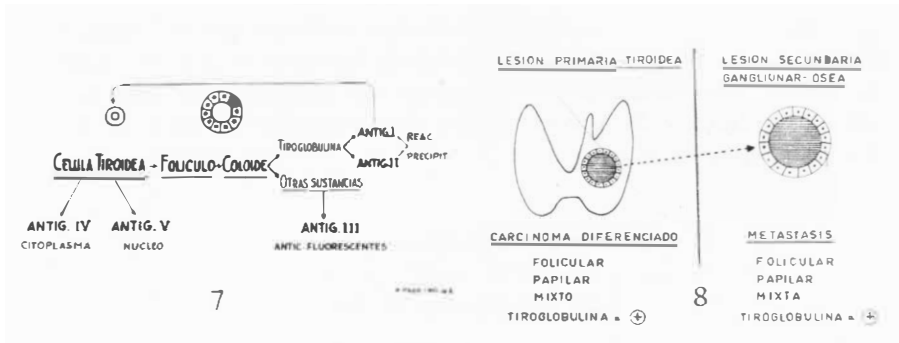 TIROGLOBULINA
ANTIG.I
ANTIG.II
REAC.
PRECIPIT
CELULA TIROIDEA FOLICULO COLOIDE
OTRAS SUSTANCIAS
ANTIG. IV
CITOPLASMA
ANTIG. V
NUCLEO
ANTIG. III
ANTIC. FLUORESCENTES
7
LESION PRIMARIA TIROIDEA
CARCINOMA DIFERENCIADO
FOLICULAR
PAPILAR
MIXTO
TIROGLOBULINA = +
8
LESION SECUNDARIA
GANGLIONAR-OSEA
METASTASIS
FOLICULAR
PAPILAR
MIXTA
TIROGLOBULINA = +